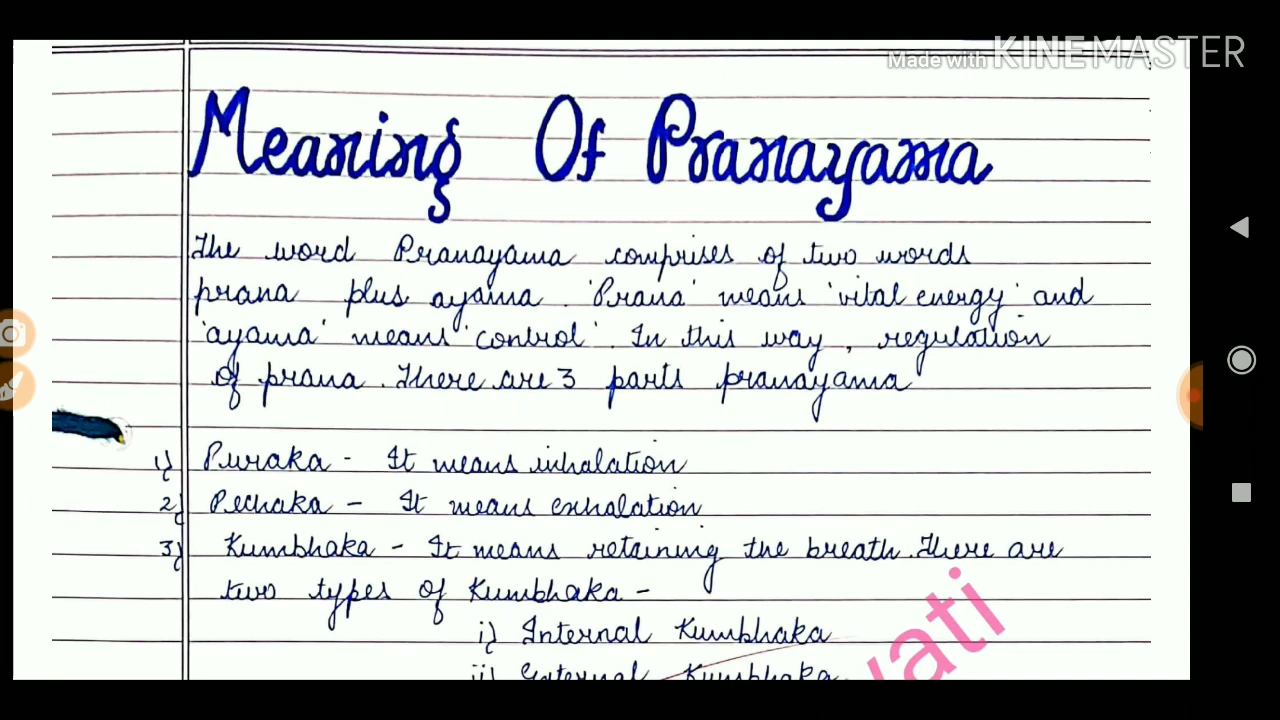 Made with KINEMASTER
Meaning Of Pranayama
The word Pranayama comprises of two words
prana plus ayama. 'Prana' means 'vital energy' and
'ayama' means 'control'. In this way, regulation
of prana. There are 3 parts pranayama
1) Puraka - It means inhalation
2) Rechaka - It means exhalation
3) Kumbhaka - It means retaining the breath. There are
two types of Kumbhaka -
i) Internal Kumbhaka
ii) External Kumbhaka
vati